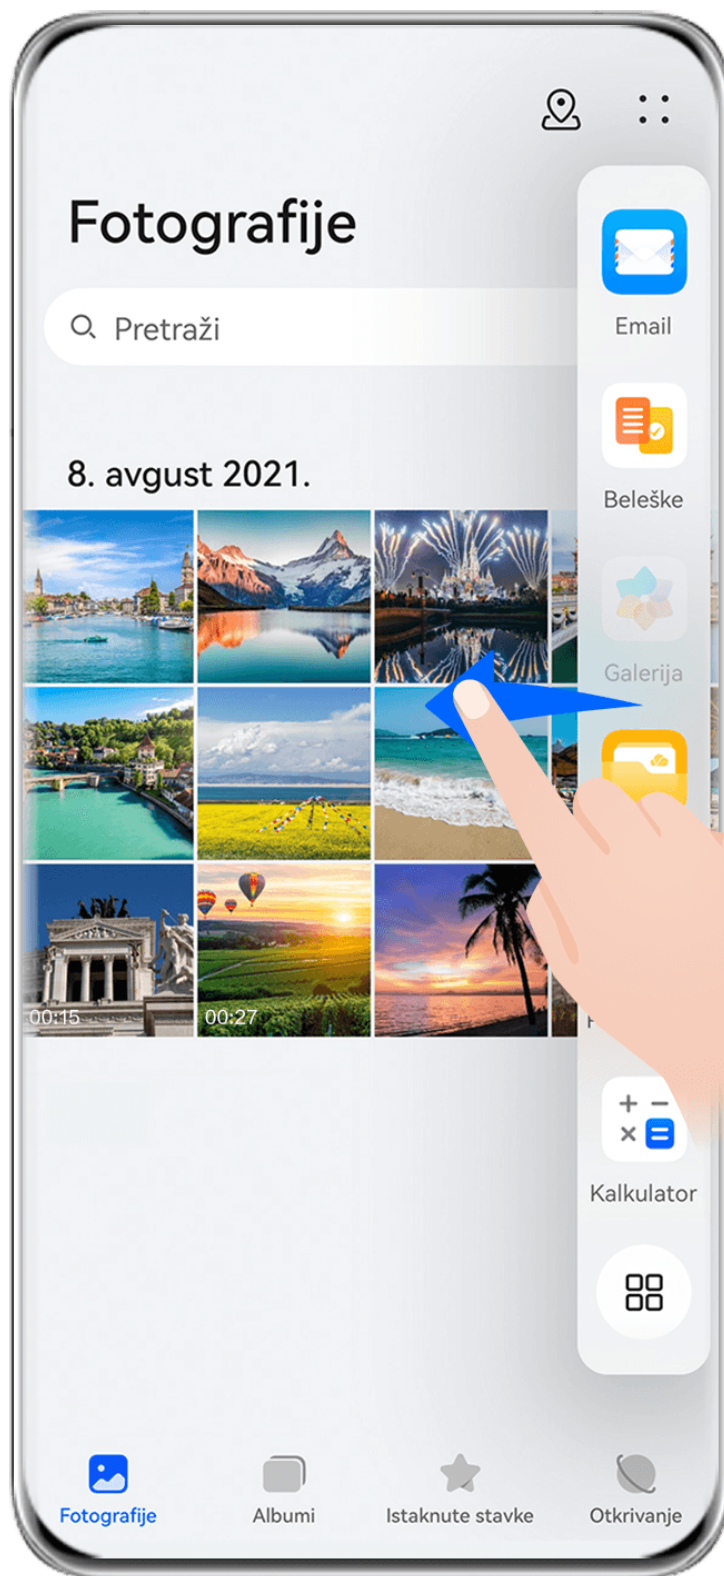 Fotografije
Pretraži
8. avgust 2021.
00:15
00:27
Email
Beleške
Galerija
Kalkulator
Fotografije
Albumi
Istaknute stavke
Otkrivanje